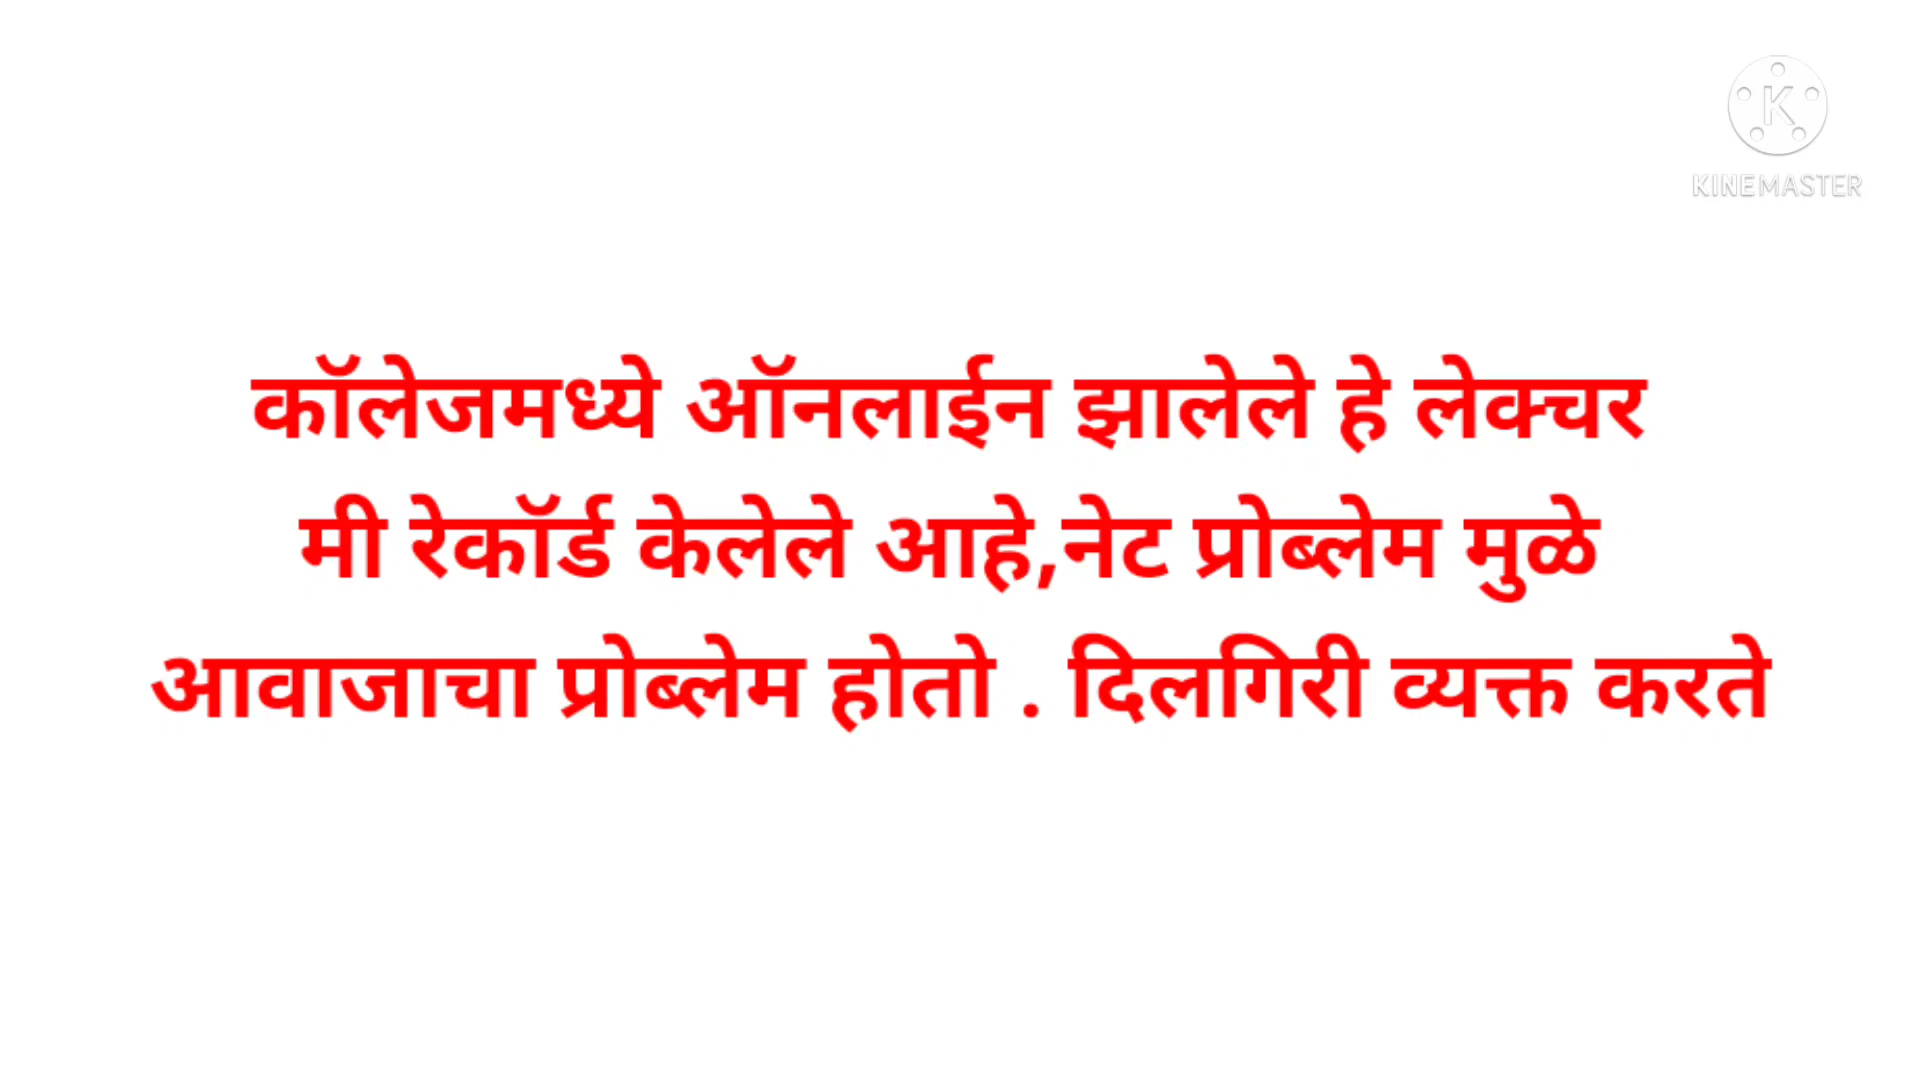 KINEMASTER
कॉलेजमध्ये ऑनलाईन झालेले हे लेक्चर
मी रेकॉर्ड केलेले आहे,नेट प्रोब्लेम मुळे
आवाजाचा प्रोब्लेम होतो . दिलगिरी व्यक्त करते